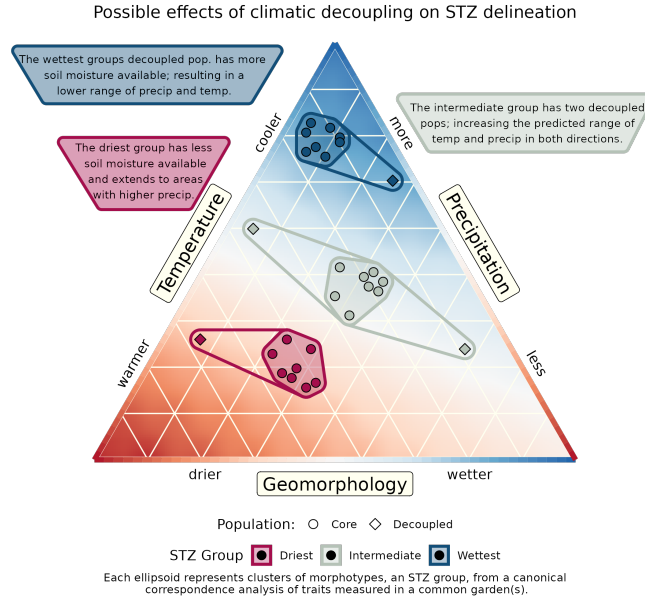 Possible effects of climatic decoupling on STZ delineation
The wettest groups decoupled pop. has more
soil moisture available; resulting in a
lower range of precip and temp.
The intermediate group has two decoupled
pops; increasing the predicted range of
temp and precip in both directions.
The driest group has less
soil moisture available
and extends to areas
with higher precip.
cooler
more
Temperature
Precipitation
warmer
less
drier
wetter
Geomorphology
Population: Core Decoupled
STZ Group Driest Intermediate Wettest
Each ellipsoid represents clusters of morphotypes, an STZ group, from a canonical
correspondence analysis of traits measured in a common garden(s).